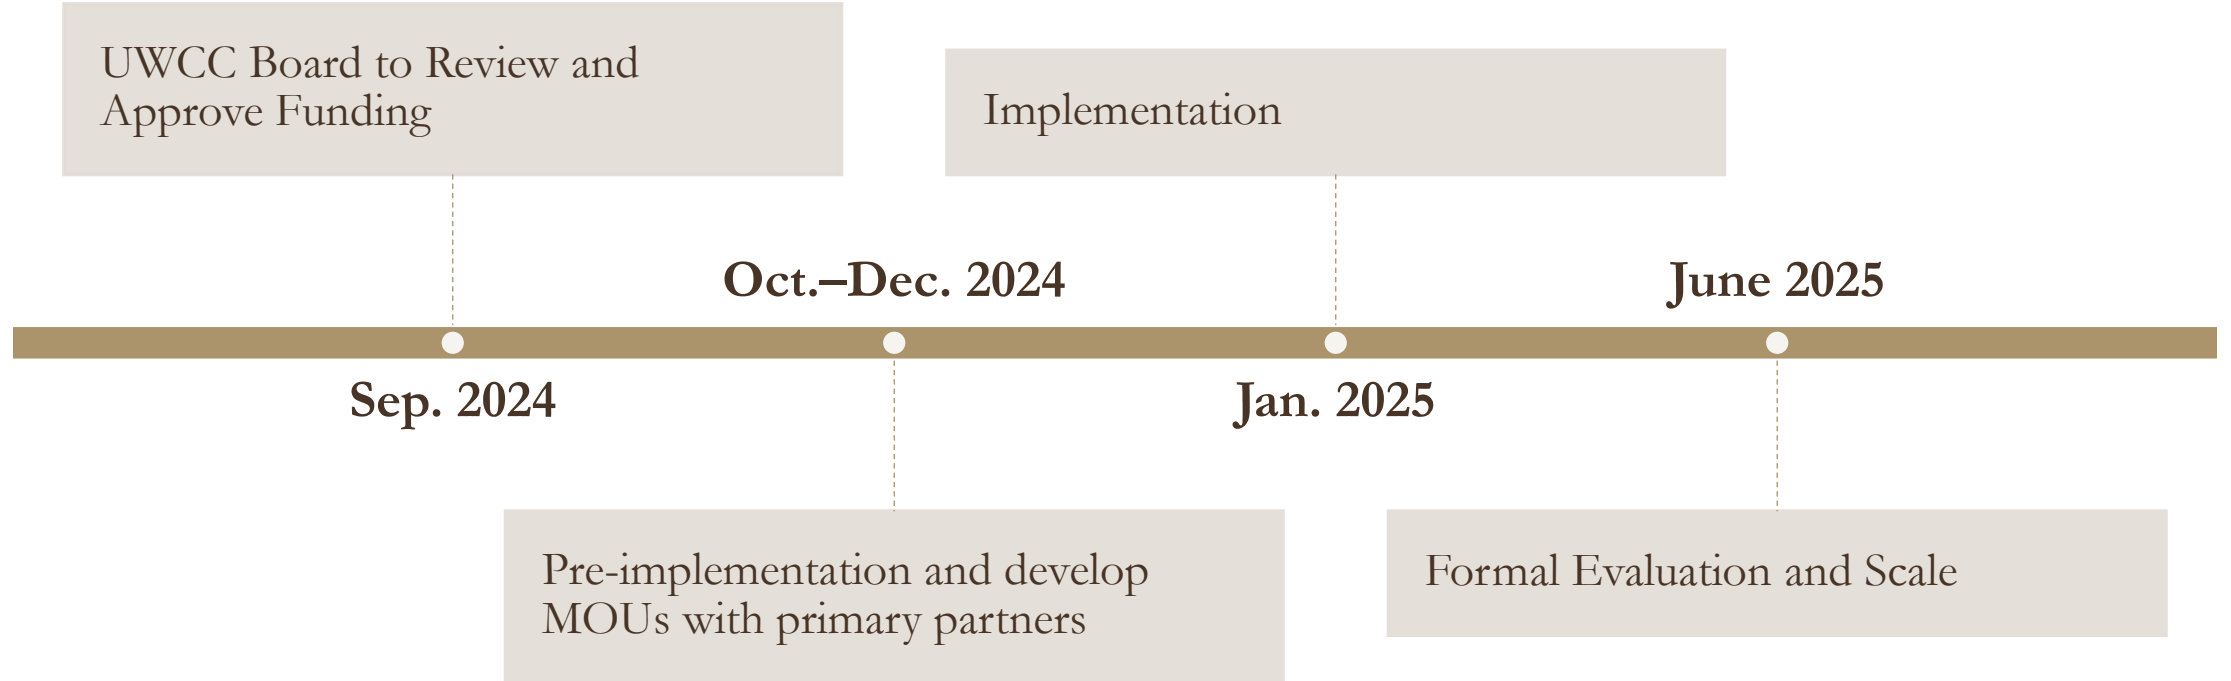 UWCC Board to Review and
Approve Funding
Implementation
Oct.–Dec. 2024
June 2025
Sep. 2024
Jan. 2025
Pre-implementation and develop
MOUs with primary partners
Formal Evaluation and Scale